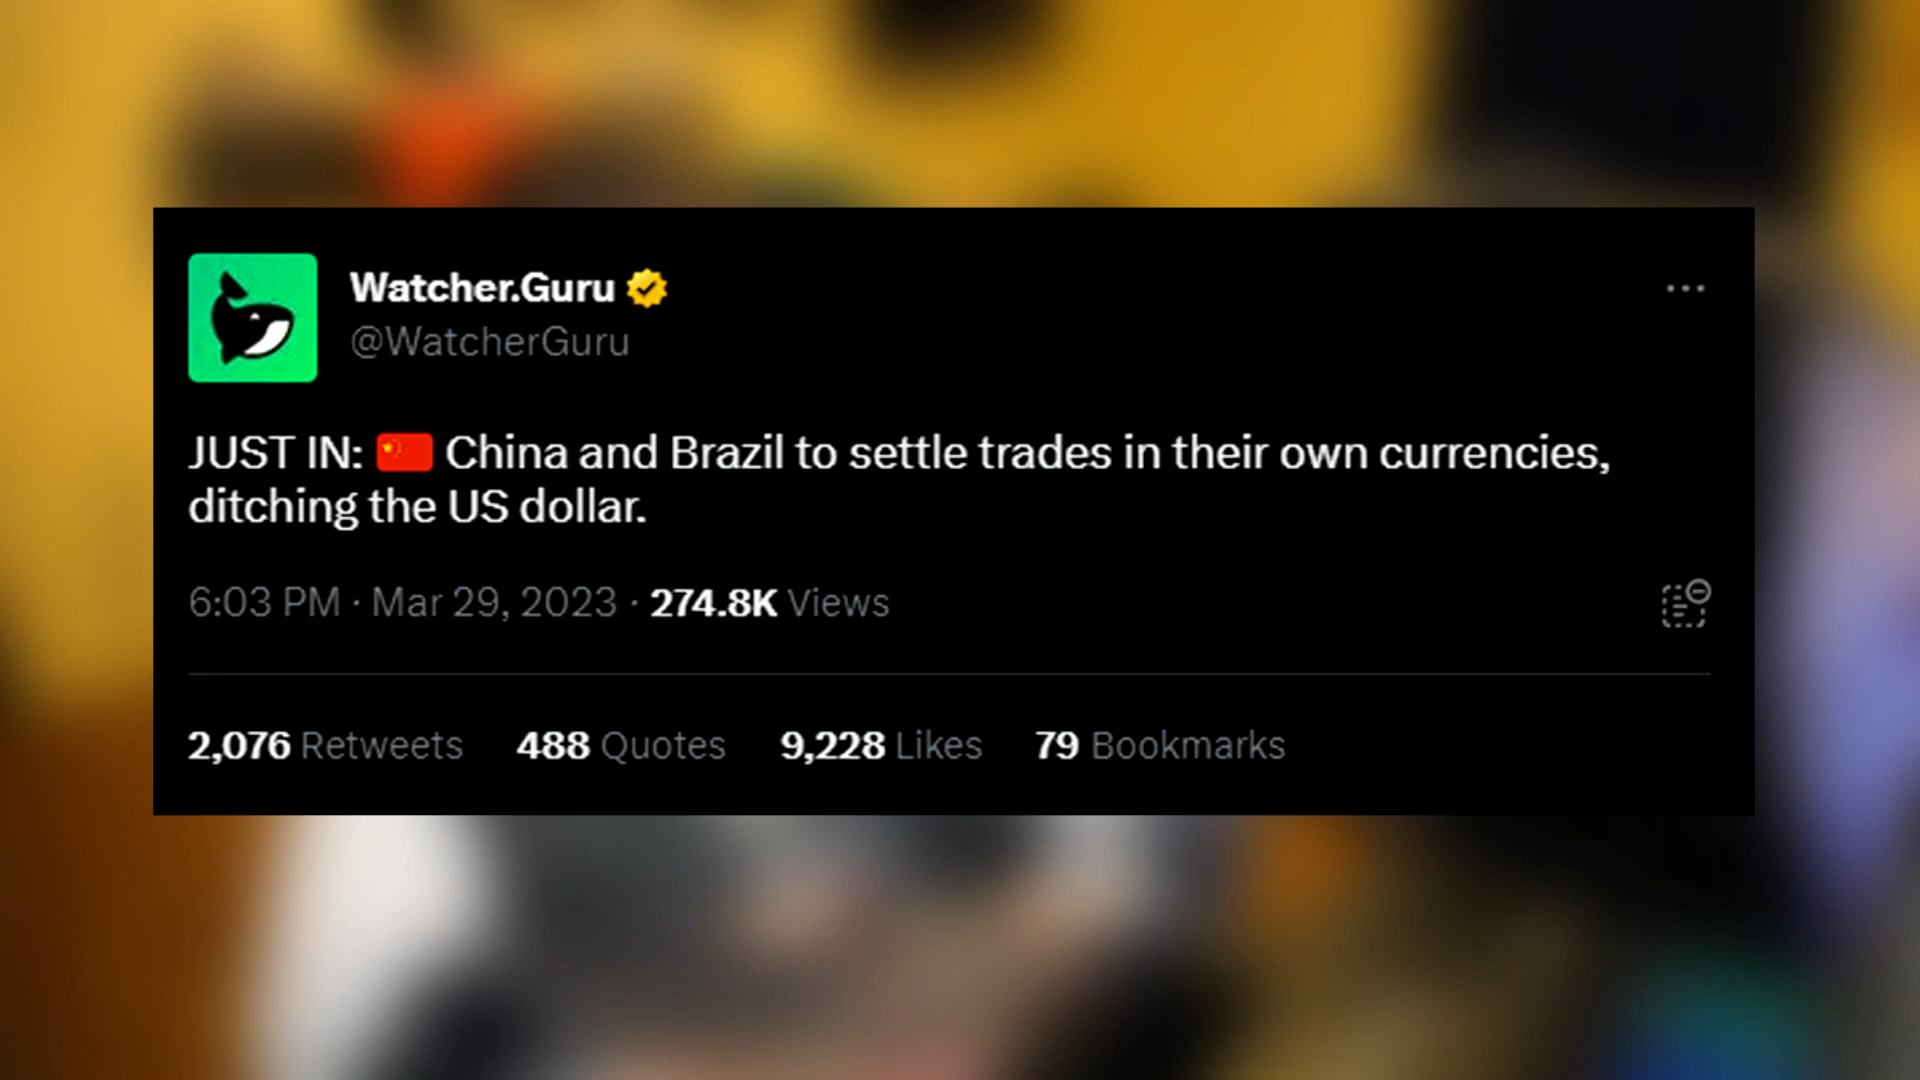 Watcher.Guru
@WatcherGuru
JUST IN: 🇨🇳 China and Brazil to settle trades in their own currencies,
ditching the US dollar.
6:03 PM · Mar 29, 2023 · 274.8K Views
2,076 Retweets 488 Quotes 9,228 Likes 79 Bookmarks